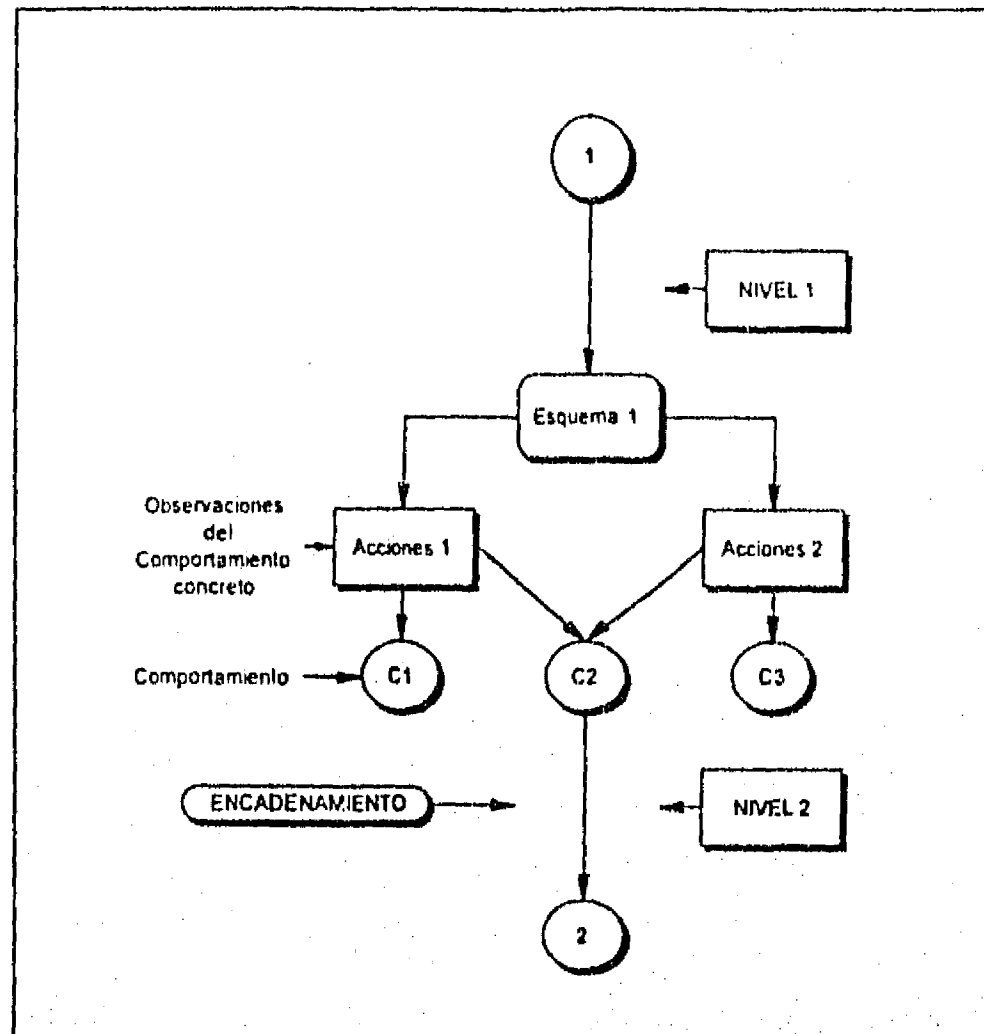 1
NIVEL 1
Esquema 1
Observaciones
del
Comportamiento
concreto
Acciones 1
Acciones 2
Comportamiento
C1
C2
C3
ENCADENAMIENTO
NIVEL 2
2